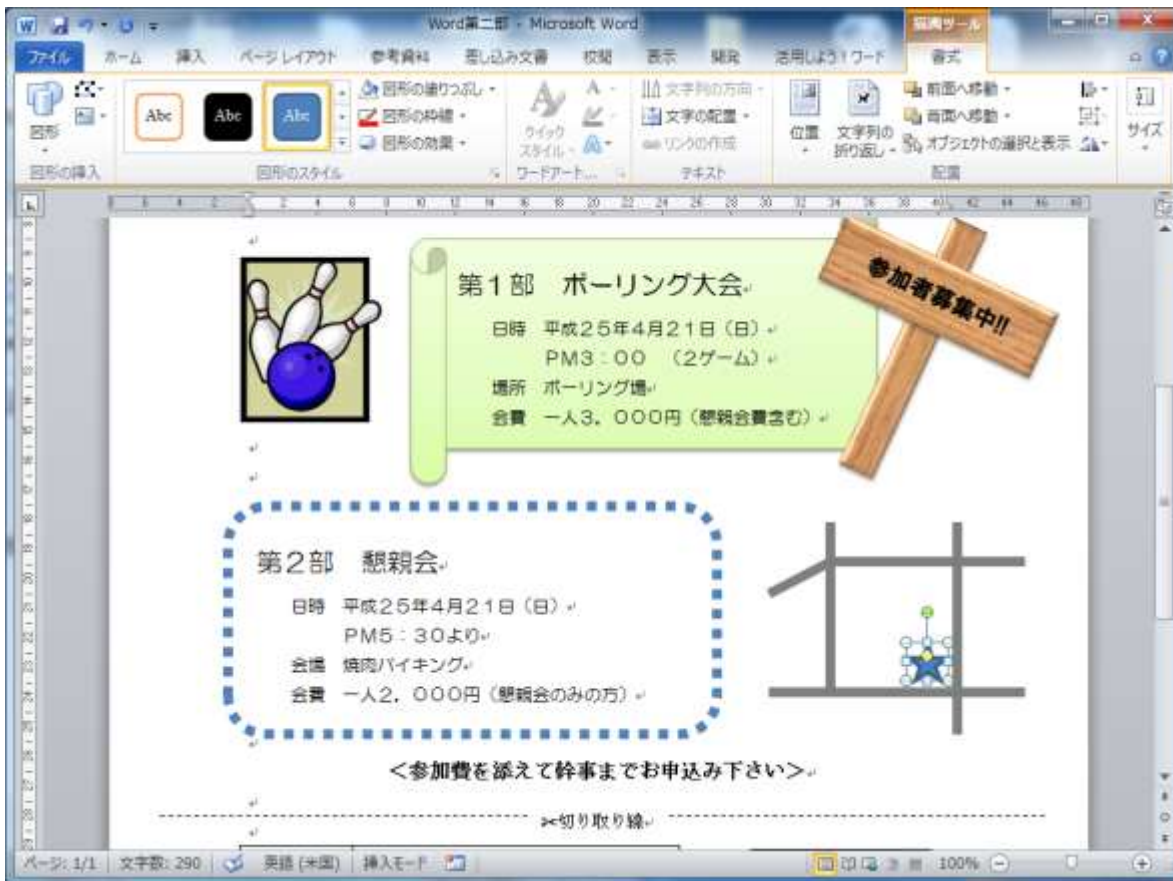 Word第二部 - Microsoft Word
描画ツール
ファイル ホーム 挿入 ページ レイアウト 参考資料 差し込み文書 校閲 表示 開発 活用しよう!ワード 書式
図形
Abc Abc Abc
図形の塗りつぶし
図形の枠線
図形の効果
クイック
スタイル
文字列の方向
文字の配置
リンクの作成
位置
文字列の
折り返し
前面へ移動
背面へ移動
オブジェクトの選択と表示
サイズ
図形の挿入 図形のスタイル ワードアート... テキスト 配置
第1部 ボーリング大会
日時 平成25年4月21日(日)
PM3:00 (2ゲーム)
場所 ボーリング場
会費 一人3,000円(懇親会費含む)
参加者募集中!!
第2部 懇親会
日時 平成25年4月21日(日)
PM5:30より
会場 焼肉バイキング
会費 一人2,000円(懇親会のみの方)
<参加費を添えて幹事までお申込み下さい>
切り取り線
ページ: 1/1 文字数: 290 英語 (米国) 挿入モード 100%